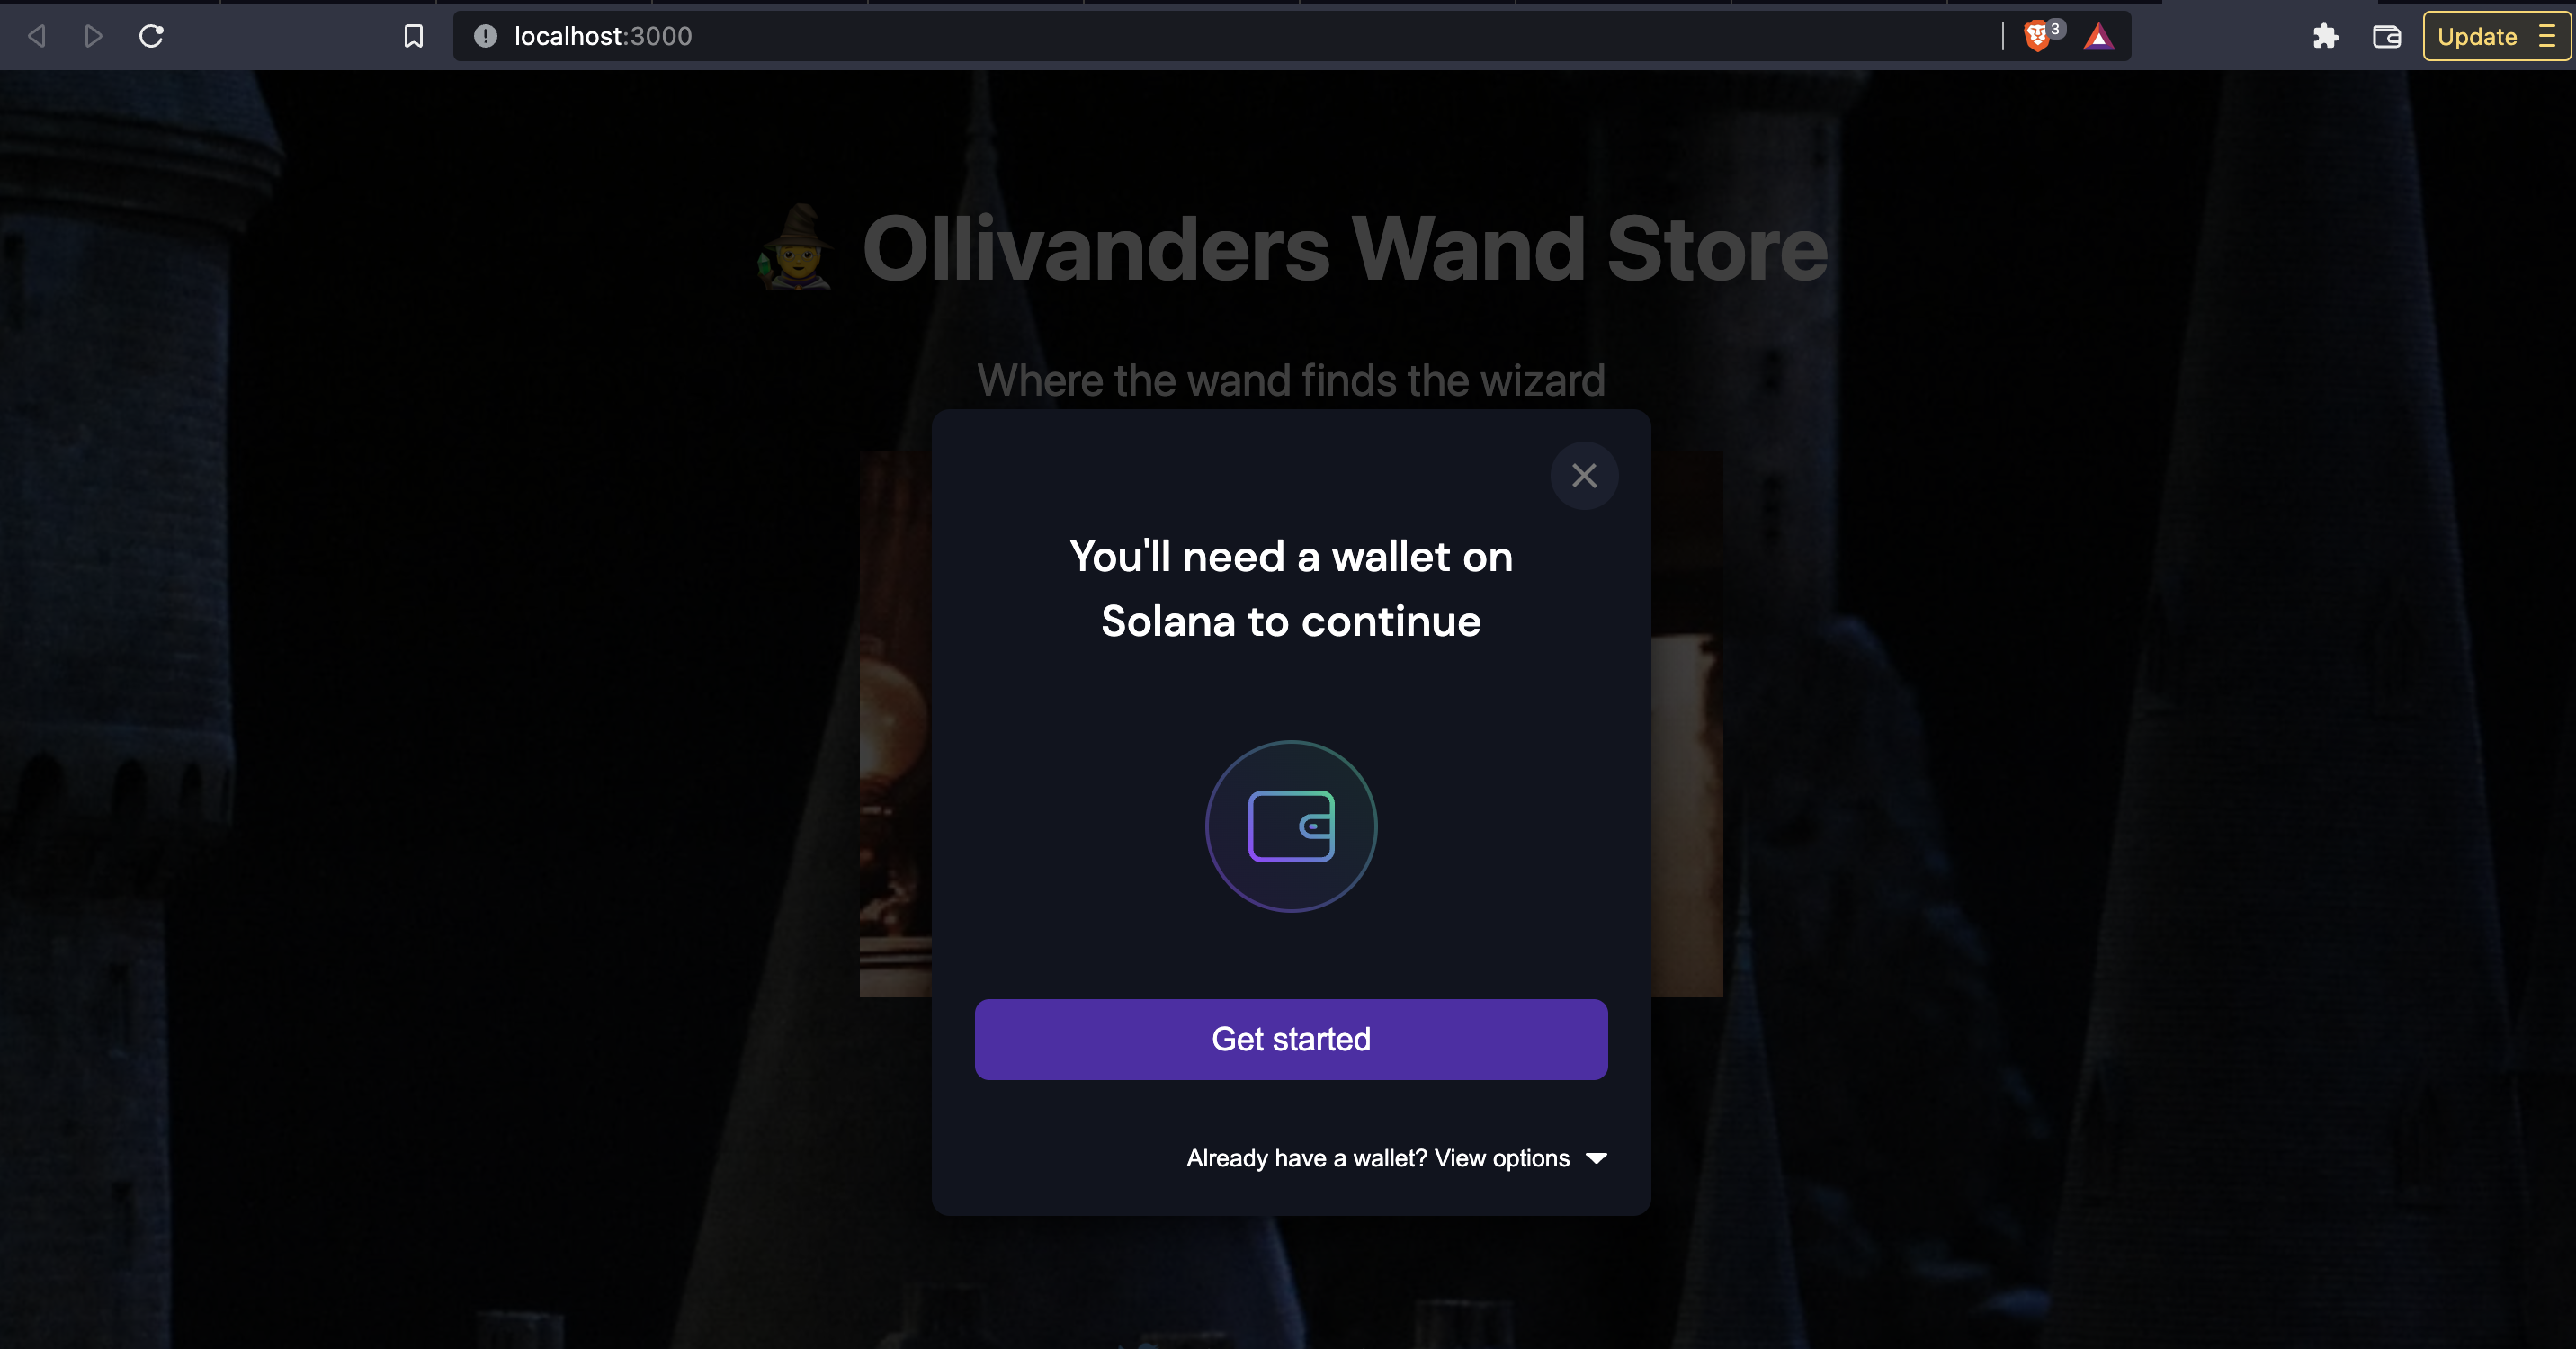 localhost:3000
3
Update
Ollivanders Wand Store
Where the wand finds the wizard
You'll need a wallet on
Solana to continue
Get started
Already have a wallet? View options